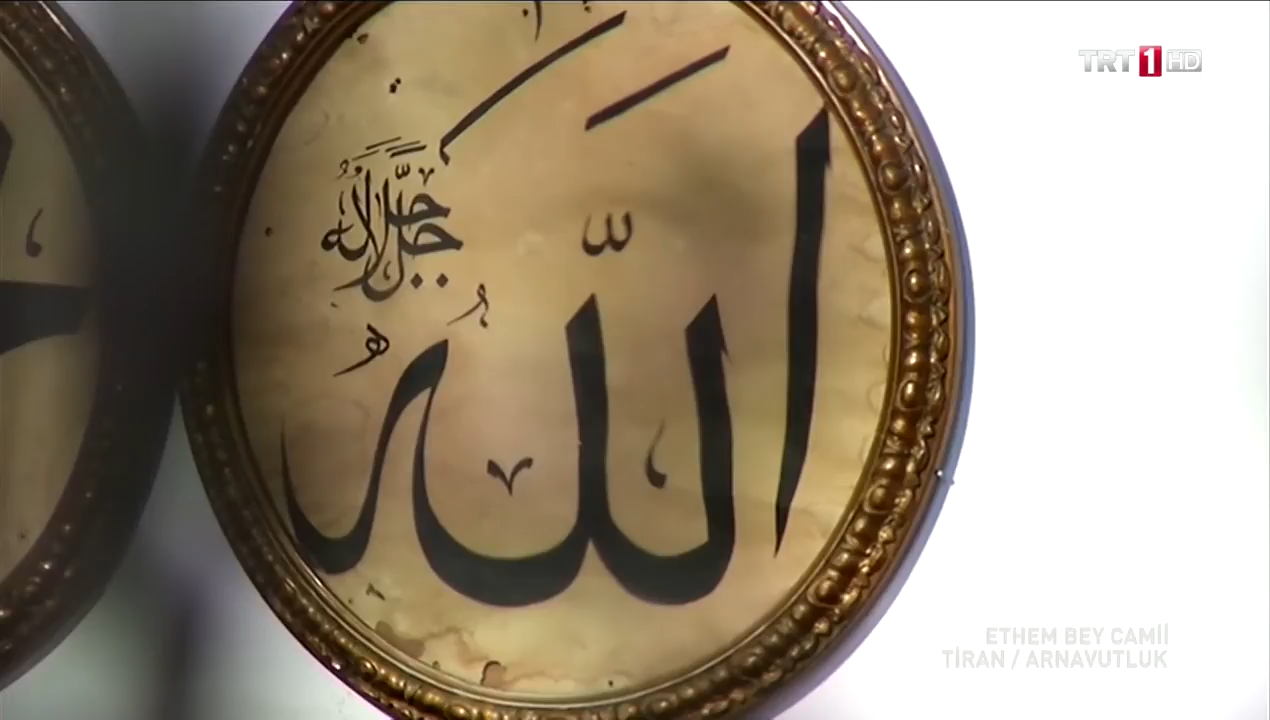 TRT 1 HD
الله
جل جلاله
ETHEM BEY CAMİİ
TİRAN / ARNAVUTLUK